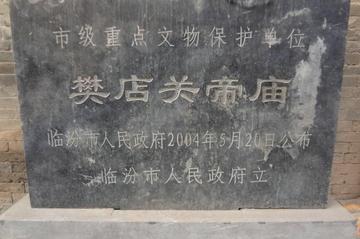 市级重点文物保护单位
樊店关帝庙
临汾市人民政府2004年5月20日公布
临汾市人民政府立